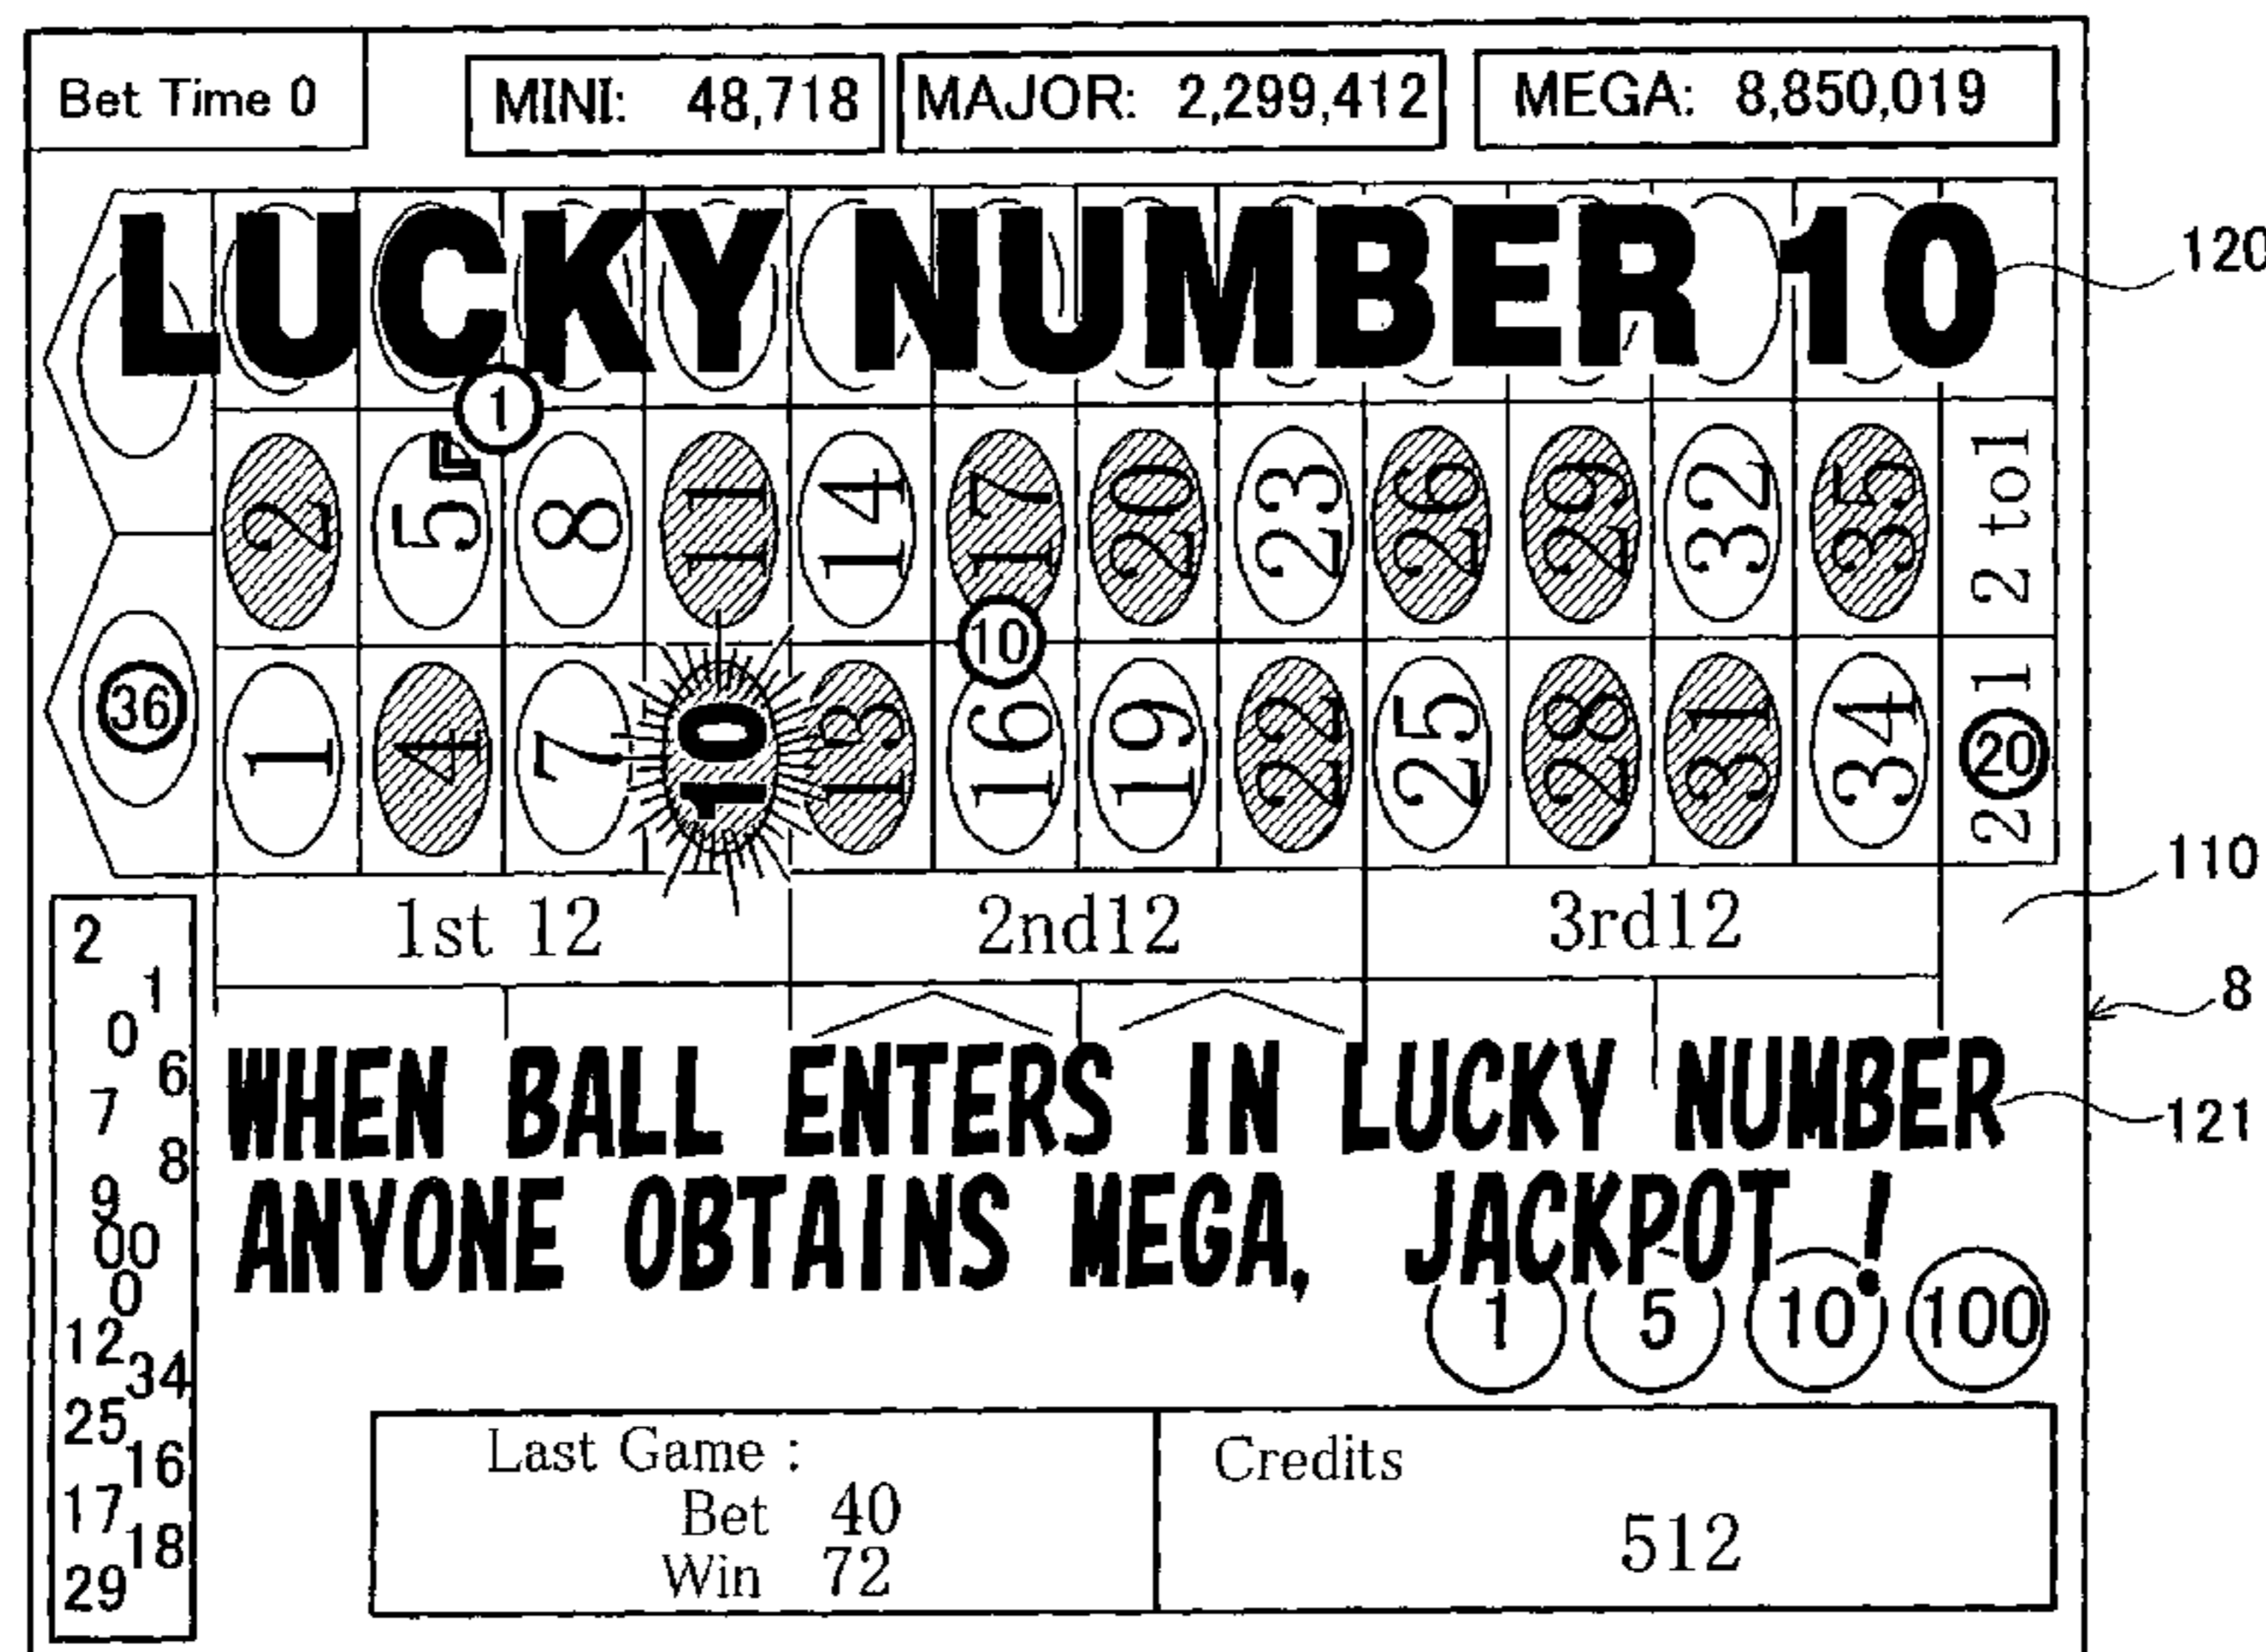 Bet Time 0
MINI: 48,718
MAJOR: 2,299,412
MEGA: 8,850,019
LUCKY NUMBER 10
120
1
2 5 8 11 14 17 20 23 26 29 32 35 2 to1
10
36 1 4 7 10 13 16 19 22 25 28 31 34 2 20 1
110
1st 12 2nd12 3rd12
8
2
1
0
6
7
8
9
00
0
12
34
25
16
17
18
29
WHEN BALL ENTERS IN LUCKY NUMBER
121
ANYONE OBTAINS MEGA, JACKPOT !
1 5 10 100
Last Game :
Bet 40
Win 72
Credits
512